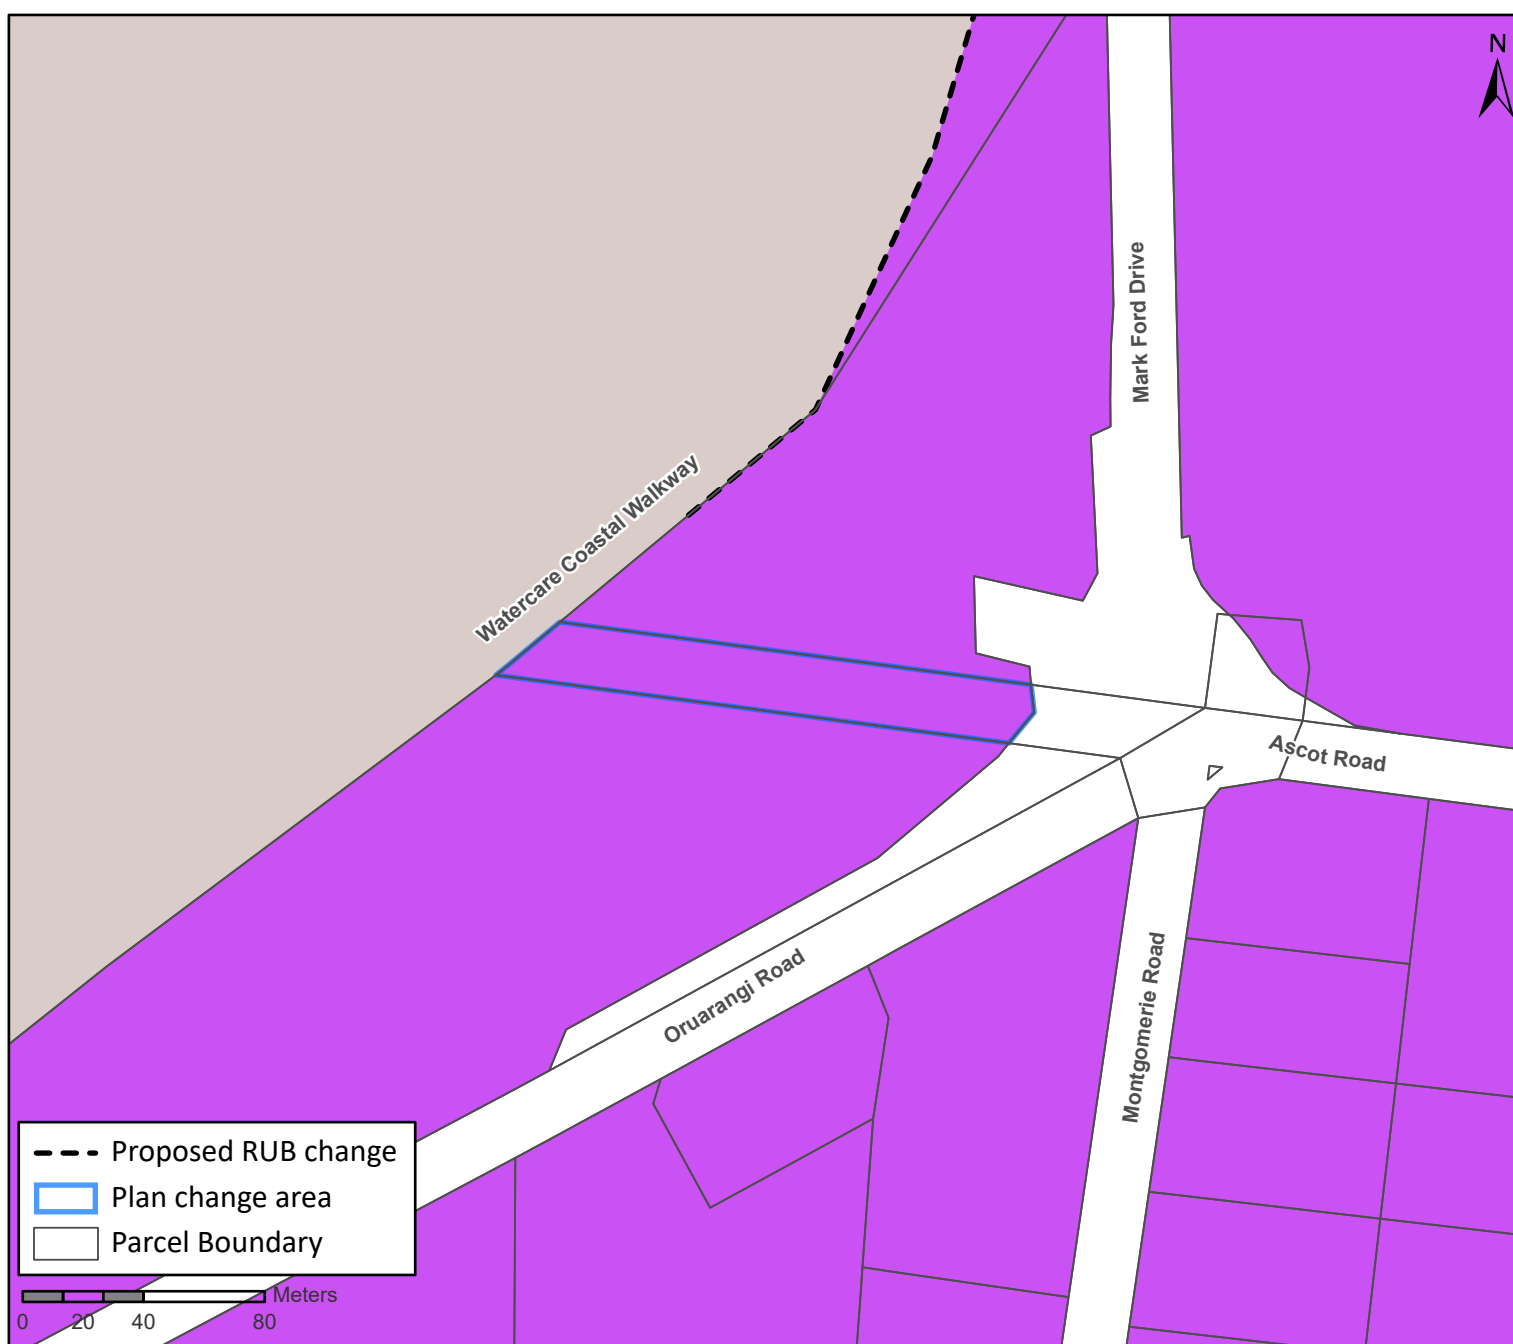 N
Mark Ford Drive
Watercare Coastal Walkway
Ascot Road
Oruarangi Road
Montgomerie Road
Proposed RUB change
Plan change area
Parcel Boundary
Meters
0 20 40 80